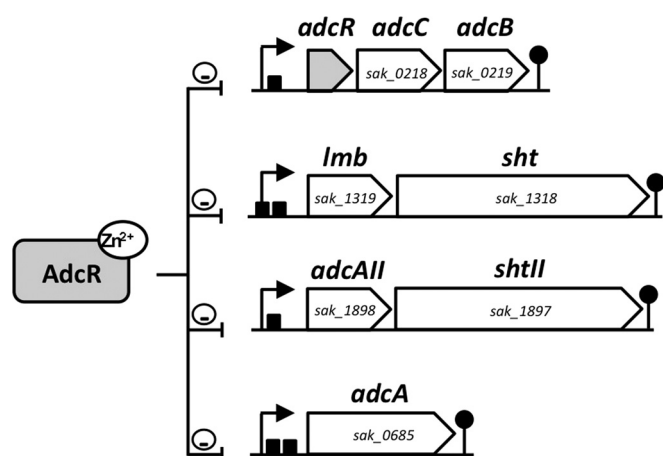 adcR adcC adcB
sak_0218 sak_0219
-
lmb sht
sak_1319 sak_1318
-
Zn2+
AdcR
adcAII shtII
sak_1898 sak_1897
-
adcA
sak_0685
-